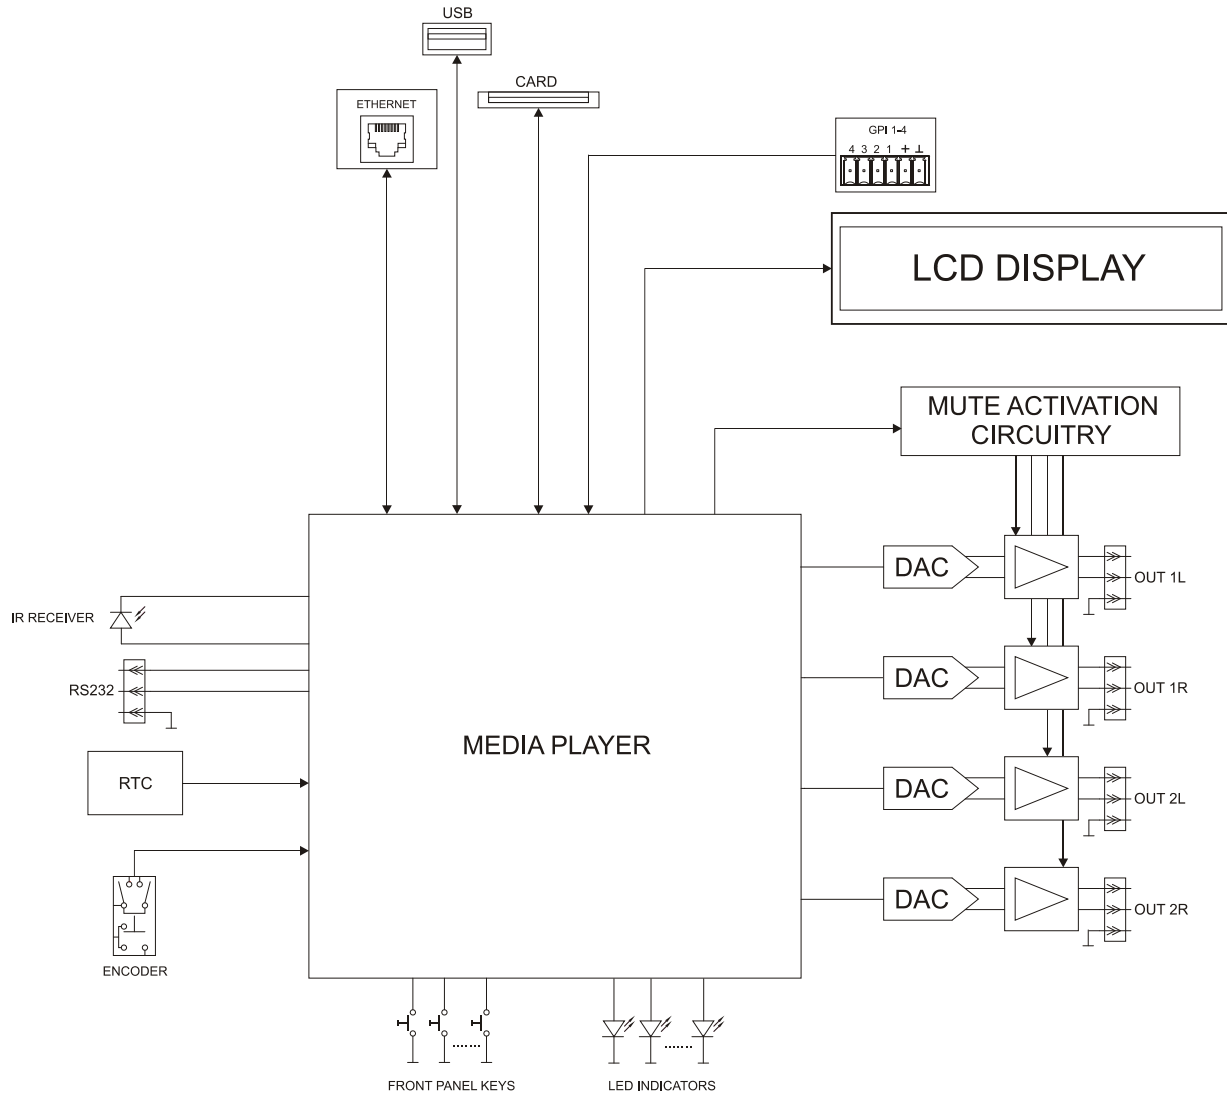 USB
CARD
ETHERNET
GPI 1-4
4 3 2 1 + ⊥
LCD DISPLAY
MUTE ACTIVATION
CIRCUITRY
DAC
OUT 1L
IR RECEIVER
DAC
OUT 1R
RS232
MEDIA PLAYER
RTC
DAC
OUT 2L
DAC
OUT 2R
ENCODER
FRONT PANEL KEYS
LED INDICATORS